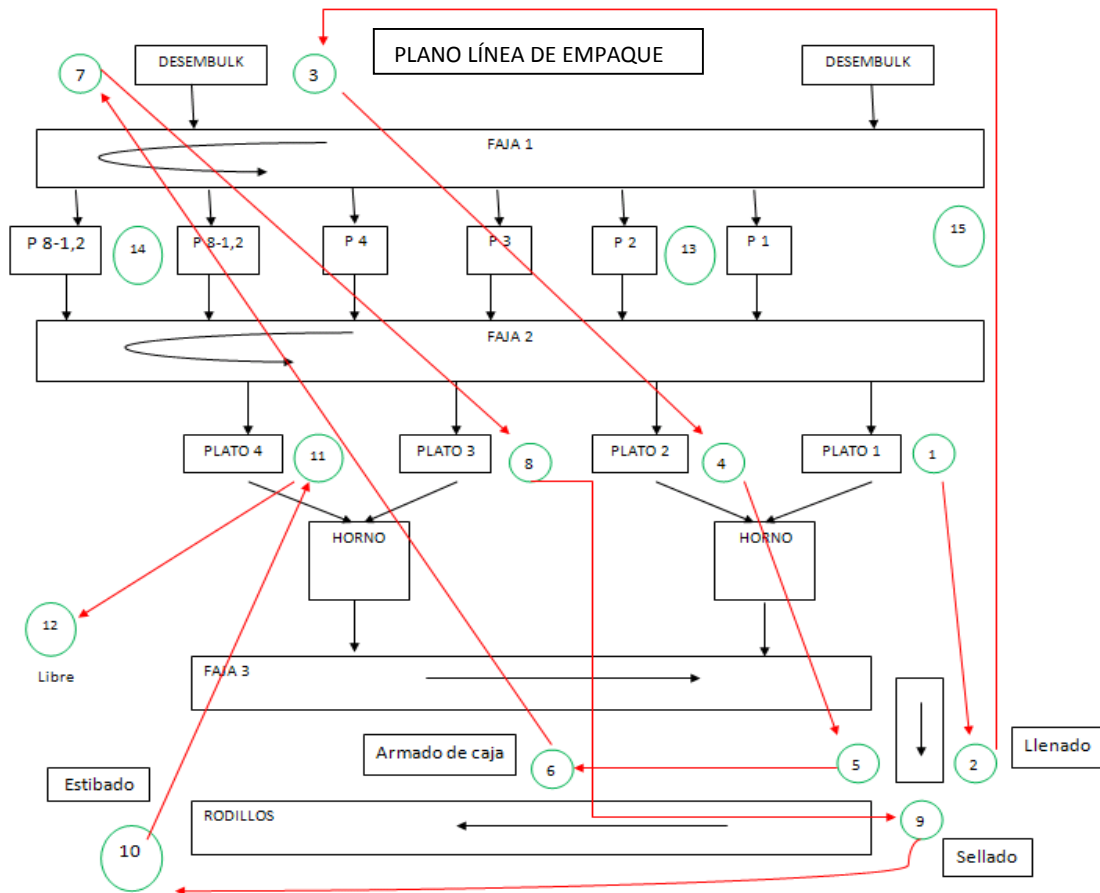 PLANO LÍNEA DE EMPAQUE
DESEMBULK
DESEMBULK
7
3
FAJA 1
P 8-1,2
14
P 8-1,2
P 4
P 3
P 2
13
P 1
15
FAJA 2
PLATO 4
11
PLATO 3
8
PLATO 2
4
PLATO 1
1
HORNO
HORNO
12
Libre
FAJA 3
Armado de caja
6
5
2
Llenado
Estibado
10
RODILLOS
9
Sellado